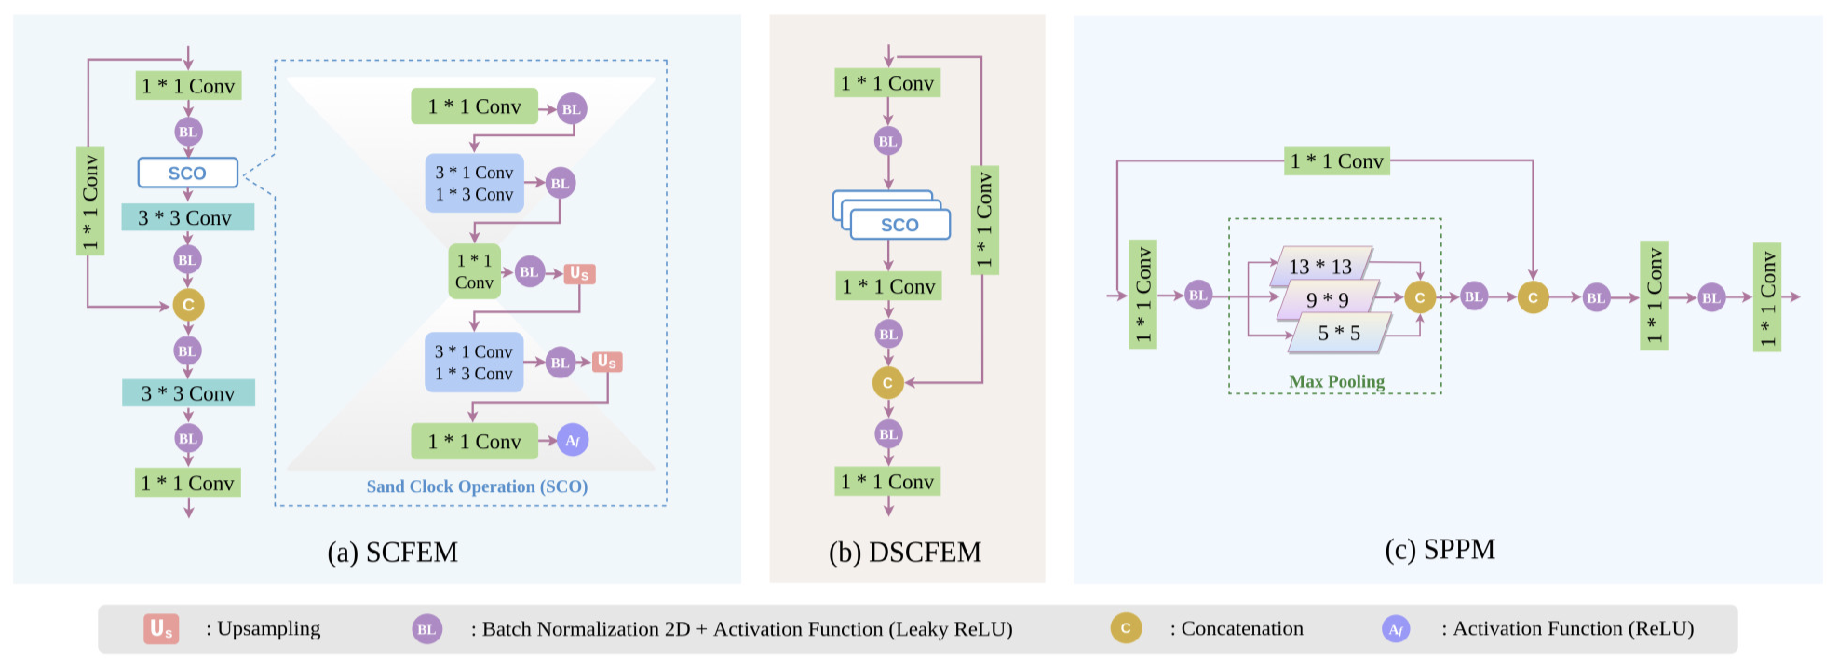 1 * 1 Conv
BL
SCO
1 * 1 Conv
3 * 3 Conv
BL
C
BL
3 * 3 Conv
BL
1 * 1 Conv
1 * 1 Conv
BL
3 * 1 Conv
1 * 3 Conv
BL
1 * 1
Conv
BL
Us
3 * 1 Conv
1 * 3 Conv
BL
Us
1 * 1 Conv
Af
Sand Clock Operation (SCO)
(a) SCFEM
1 * 1 Conv
BL
SCO
1 * 1 Conv
1 * 1 Conv
BL
C
BL
1 * 1 Conv
(b) DSCFEM
1 * 1 Conv
1 * 1 Conv
BL
13 * 13
9 * 9
5 * 5
Max Pooling
C
BL
C
BL
1 * 1 Conv
BL
1 * 1 Conv
(c) SPPM
Us : Upsampling
BL : Batch Normalization 2D + Activation Function (Leaky ReLU)
C : Concatenation
Af : Activation Function (ReLU)